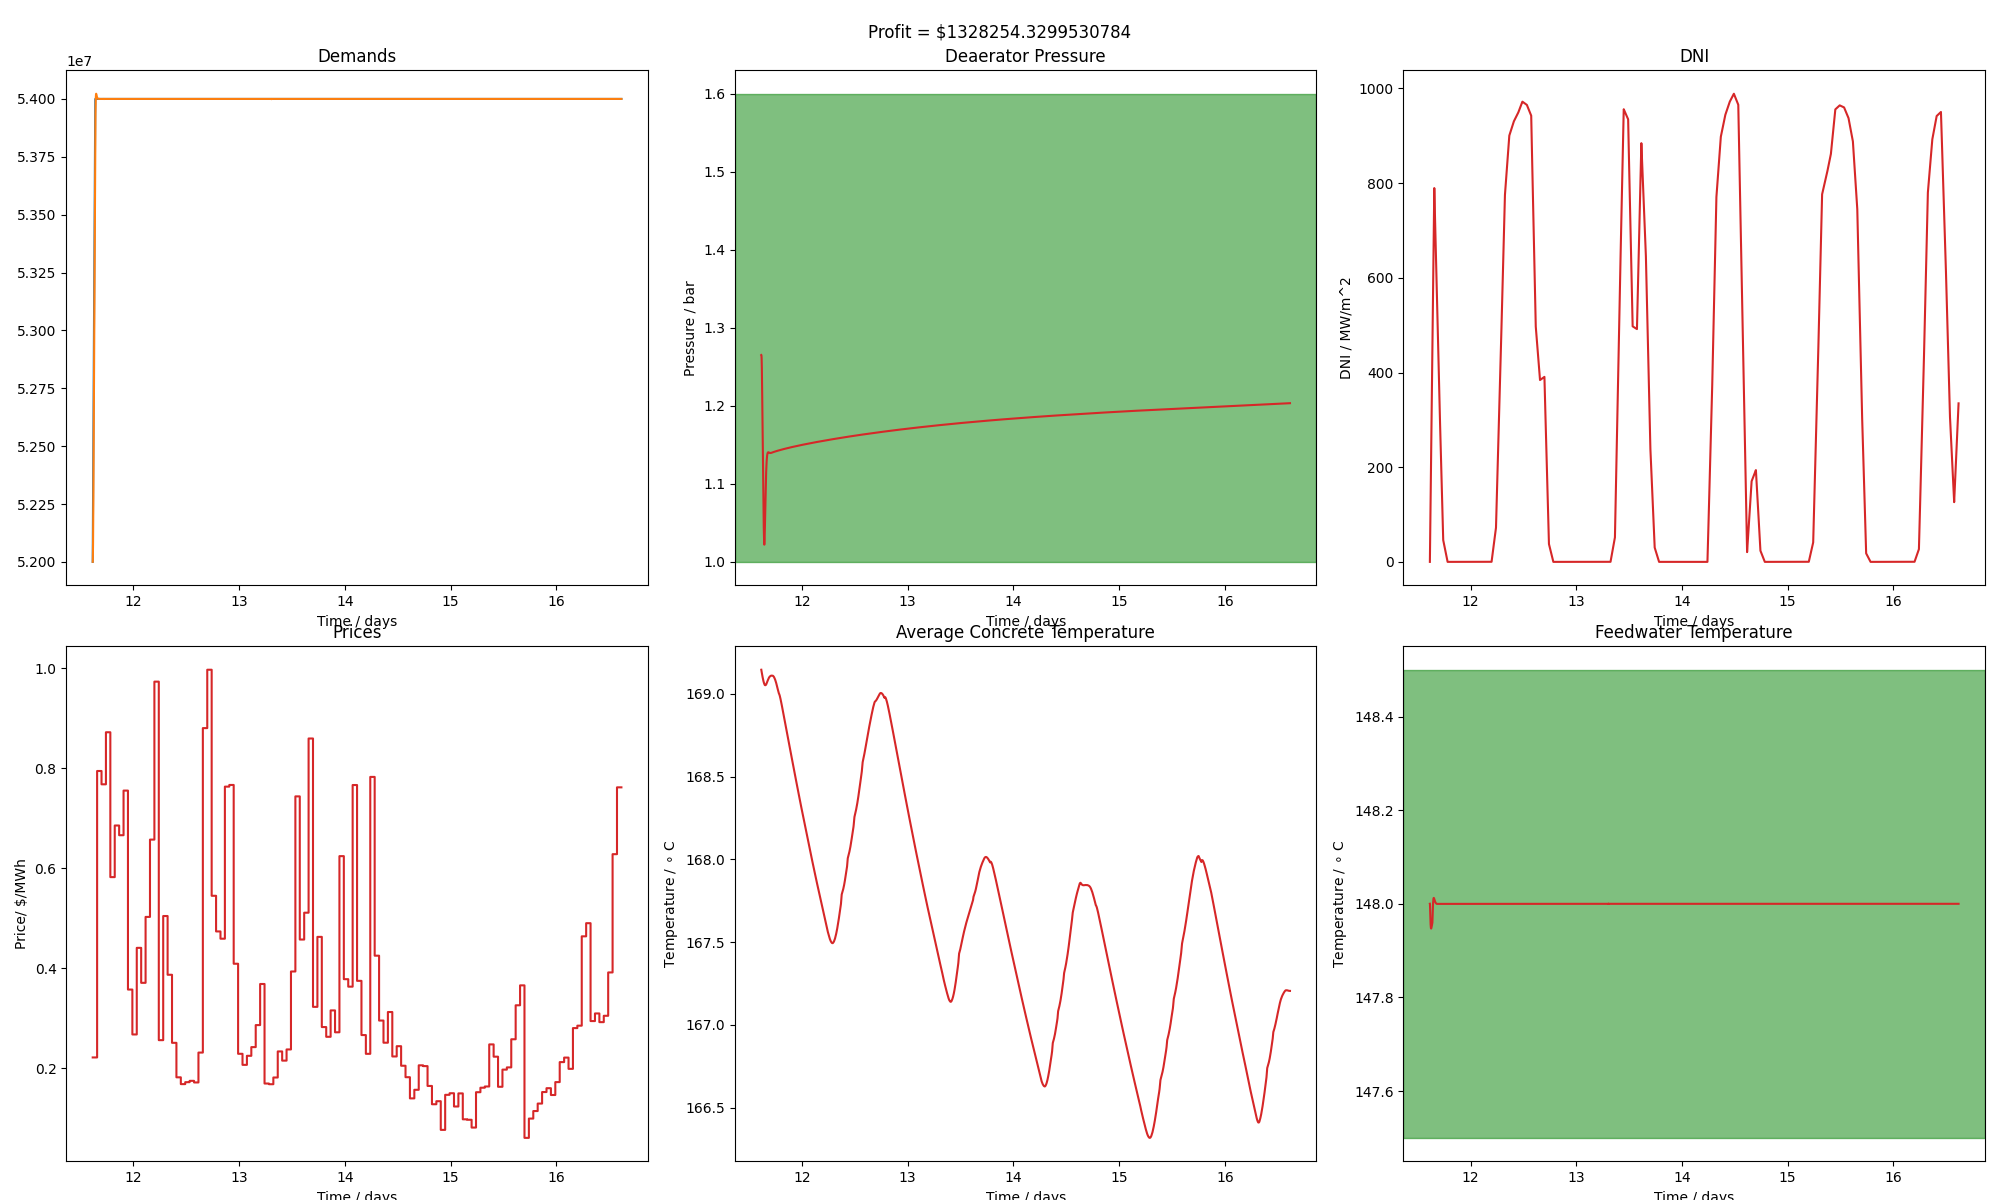 Profit = $1328254.3299530784
Demands
1e7
5.400
5.375
5.350
5.325
5.300
5.275
5.250
5.225
5.200
12 13 14 15 16
Time / days
Deaerator Pressure
Pressure / bar
1.6
1.5
1.4
1.3
1.2
1.1
1.0
12 13 14 15 16
Time / days
DNI
DNI / MW/m^2
1000
800
600
400
200
0
12 13 14 15 16
Time / days
Prices
Price/ $/MWh
1.0
0.8
0.6
0.4
0.2
12 13 14 15 16
Time / days
Average Concrete Temperature
Temperature / ∘ C
169.0
168.5
168.0
167.5
167.0
166.5
12 13 14 15 16
Time / days
Feedwater Temperature
Temperature / ∘ C
148.4
148.2
148.0
147.8
147.6
12 13 14 15 16
Time / days